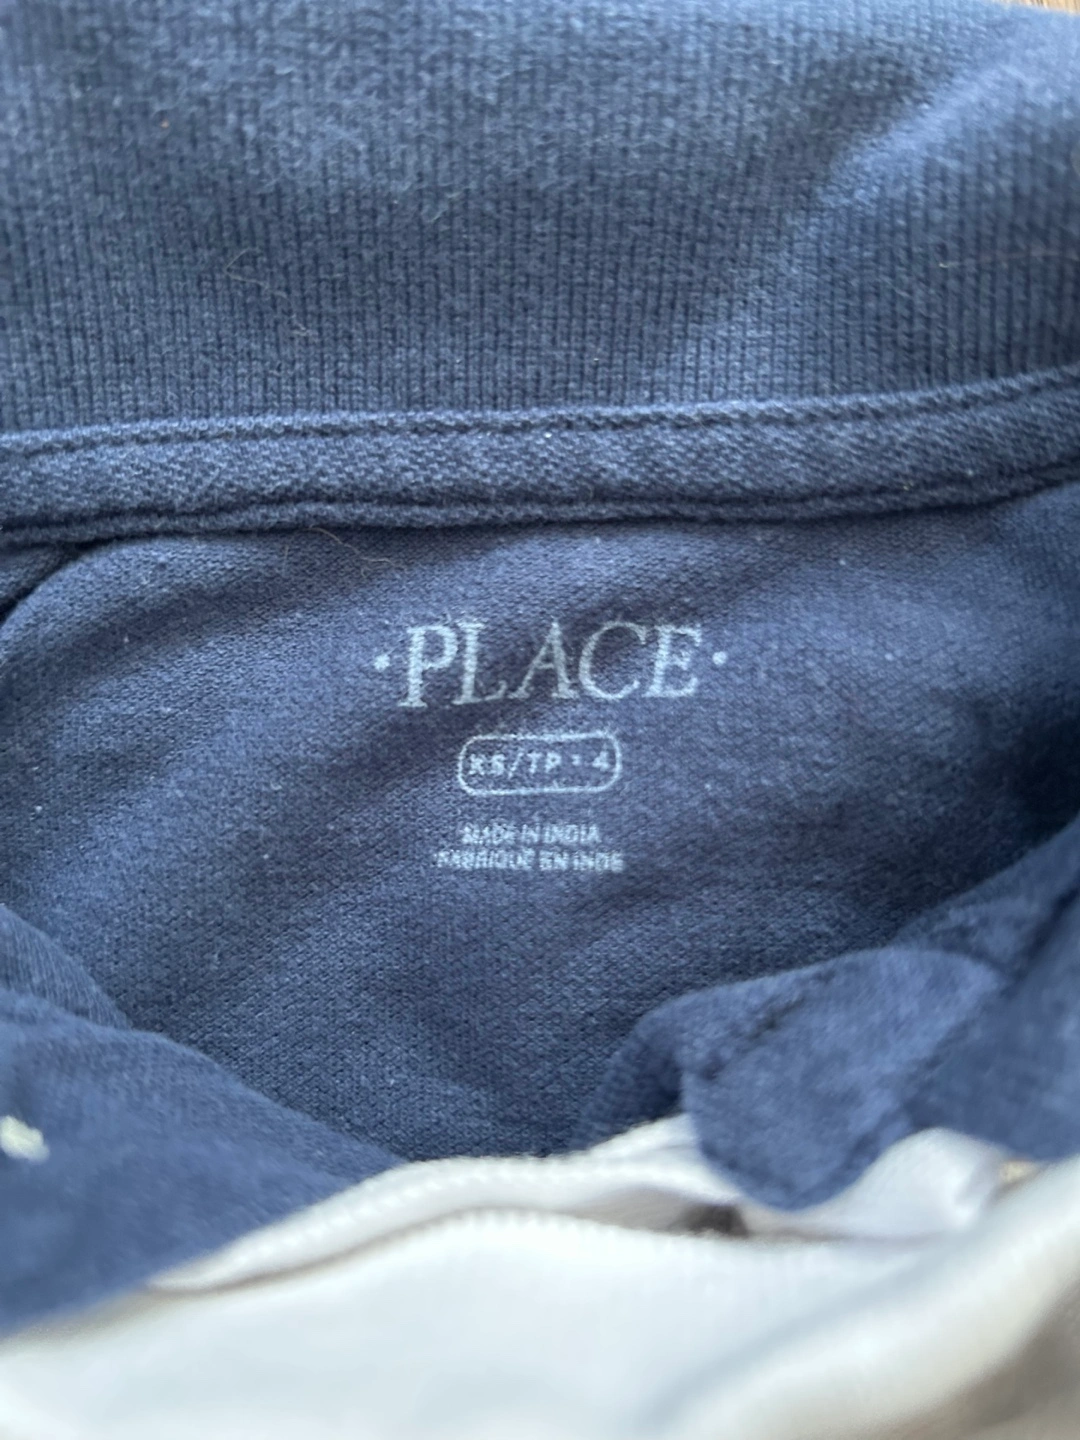 ·PLACE·
XS/TP · 4
MADE IN INDIA
FABRIQUÉ EN INDE